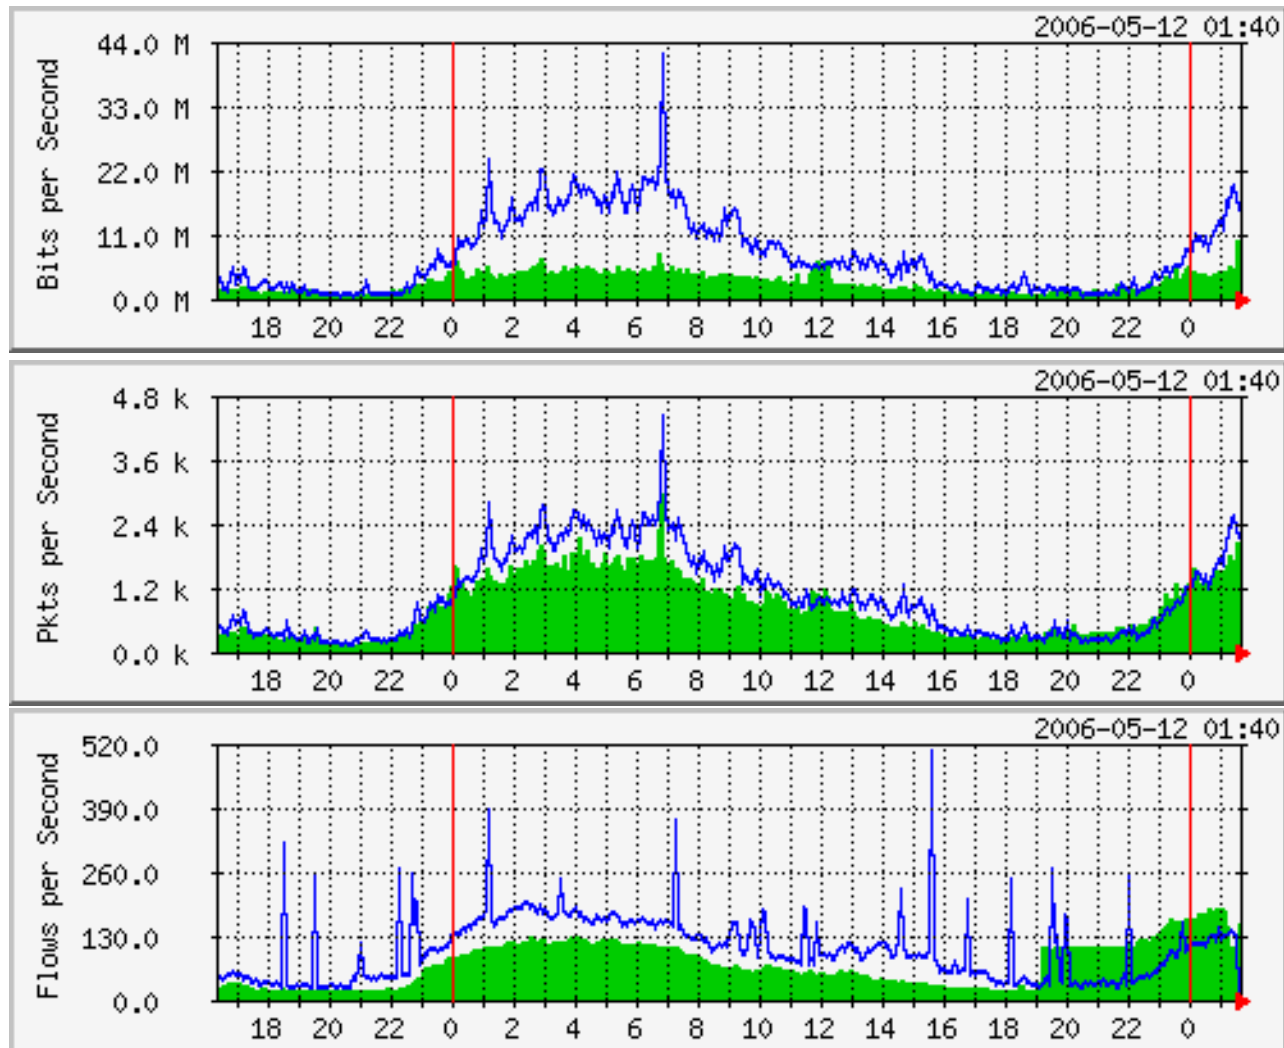 2006-05-12 01:40
44.0 M
33.0 M
22.0 M
11.0 M
0.0 M
Bits per Second
18 20 22 0 2 4 6 8 10 12 14 16 18 20 22 0
2006-05-12 01:40
4.8 k
3.6 k
2.4 k
1.2 k
0.0 k
Pkts per Second
18 20 22 0 2 4 6 8 10 12 14 16 18 20 22 0
2006-05-12 01:40
520.0
390.0
260.0
130.0
0.0
Flows per Second
18 20 22 0 2 4 6 8 10 12 14 16 18 20 22 0